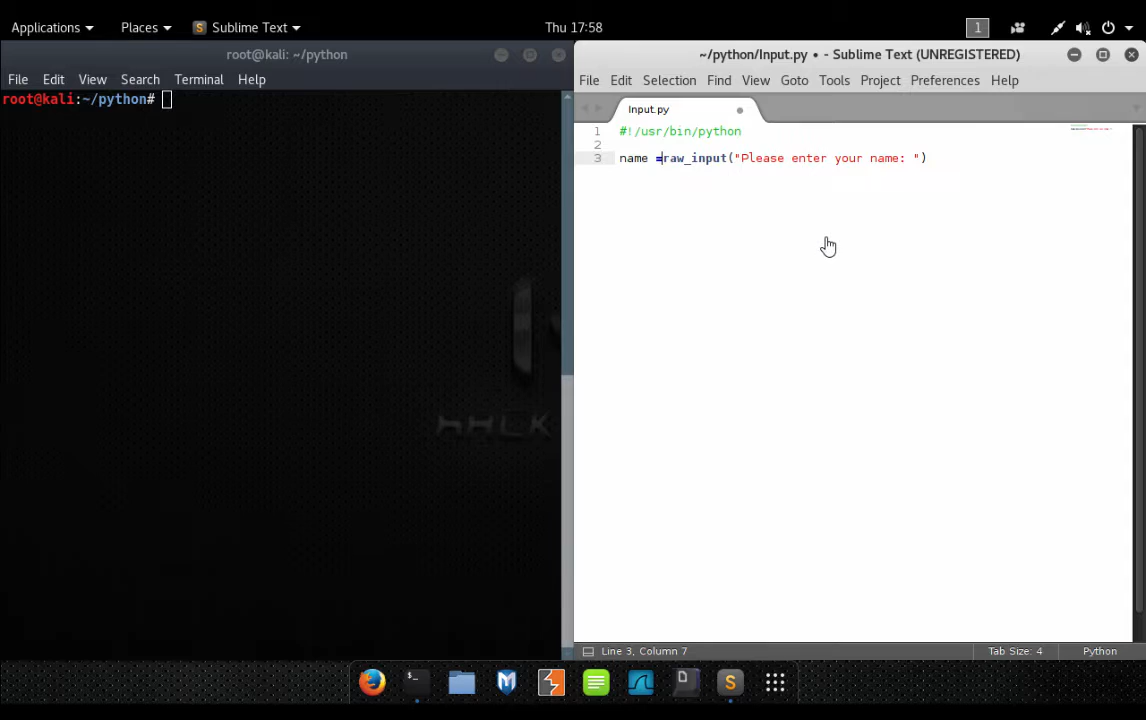 Applications Places Sublime Text Thu 17:58 1
root@kali: ~/python
File Edit View Search Terminal Help
root@kali:~/python#
~/python/Input.py • - Sublime Text (UNREGISTERED)
File Edit Selection Find View Goto Tools Project Preferences Help
Input.py
1 #!/usr/bin/python
2
3 name =raw_input("Please enter your name: ")
Line 3, Column 7 Tab Size: 4 Python